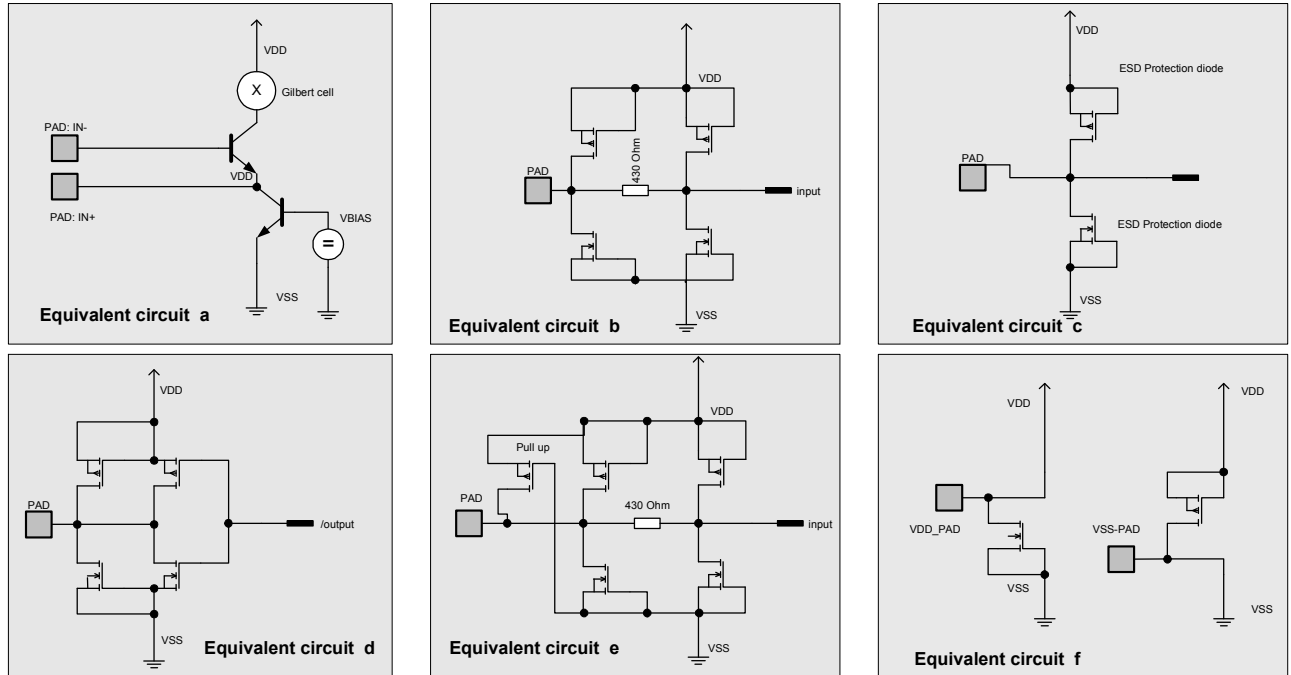 VDD
X
Gilbert cell
PAD: IN-
VDD
PAD: IN+
VBIAS
=
VSS
Equivalent circuit a
VDD
PAD
430 Ohm
input
VSS
Equivalent circuit b
VDD
ESD Protection diode
PAD
ESD Protection diode
VSS
Equivalent circuit c
VDD
PAD
/output
VSS
Equivalent circuit d
VDD
Pull up
PAD
430 Ohm
input
VSS
Equivalent circuit e
VDD
VDD
VDD_PAD
VSS-PAD
VSS
VSS
Equivalent circuit f